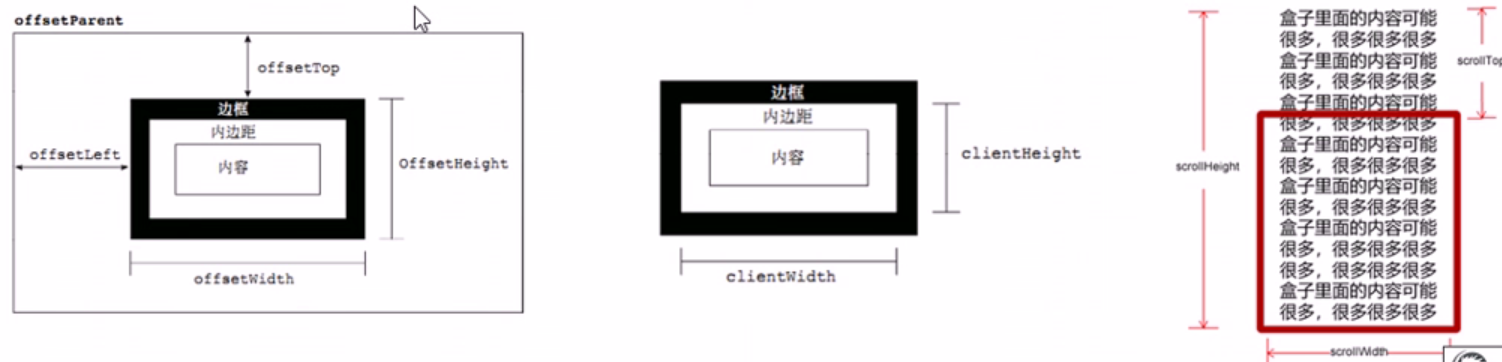 offsetParent
offsetTop
边框
内边距
offsetLeft
内容
OffsetHeight
offsetWidth
边框
内边距
内容
clientHeight
clientWidth
盒子里面的内容可能
很多，很多很多很多
盒子里面的内容可能
很多，很多很多很多
盒子里面的内容可能
很多，很多很多很多
盒子里面的内容可能
很多，很多很多很多
盒子里面的内容可能
很多，很多很多很多
盒子里面的内容可能
很多，很多很多很多
很多，很多很多很多
盒子里面的内容可能
很多，很多很多很多
scrollTop
scrollHeight
scrollWidth